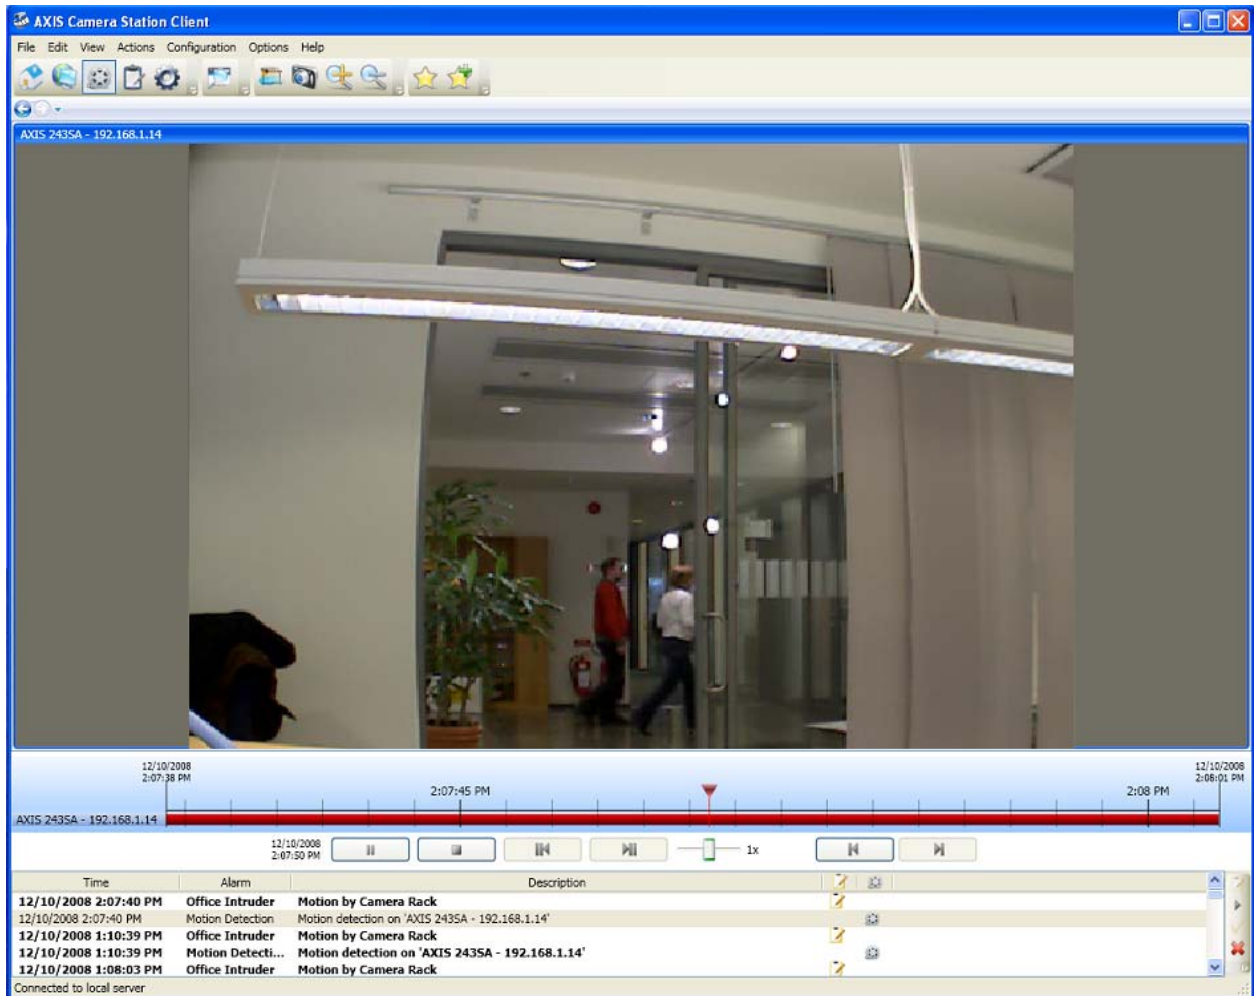 AXIS Camera Station Client
File Edit View Actions Configuration Options Help
AXIS 243SA - 192.168.1.14
12/10/2008
2:07:38 PM
2:07:45 PM
2:08 PM
12/10/2008
2:08:01 PM
AXIS 243SA - 192.168.1.14
12/10/2008
2:07:50 PM
1x
Time Alarm Description
12/10/2008 2:07:40 PM Office Intruder Motion by Camera Rack
12/10/2008 2:07:40 PM Motion Detection Motion detection on 'AXIS 243SA - 192.168.1.14'
12/10/2008 1:10:39 PM Office Intruder Motion by Camera Rack
12/10/2008 1:10:39 PM Motion Detecti... Motion detection on 'AXIS 243SA - 192.168.1.14'
12/10/2008 1:08:03 PM Office Intruder Motion by Camera Rack
Connected to local server